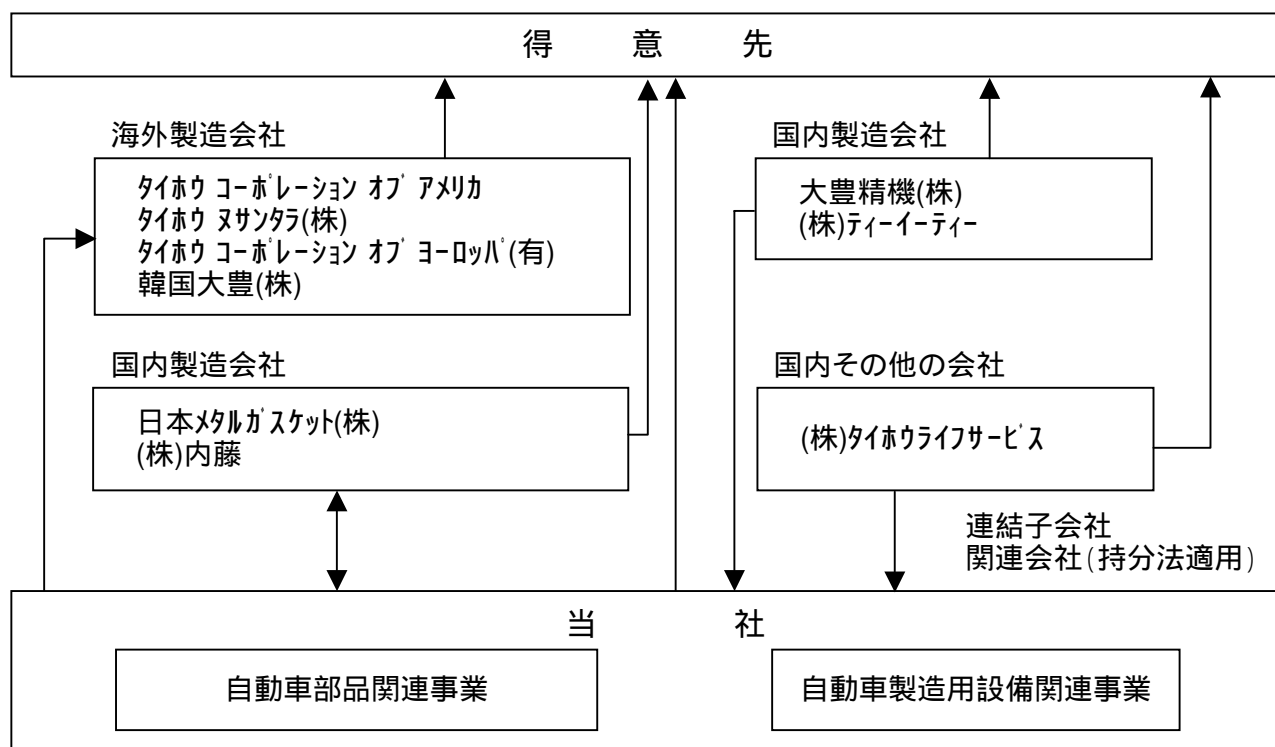 得 意 先
海外製造会社
ﾀｲﾎｳ ｺｰﾎﾟﾚｰｼｮﾝ ｵﾌﾞ ｱﾒﾘｶ
ﾀｲﾎｳ ﾇｻﾝﾀﾗ(株)
ﾀｲﾎｳ ｺｰﾎﾟﾚｰｼｮﾝ ｵﾌﾞ ﾖｰﾛｯﾊﾟ(有)
韓国大豊(株)
国内製造会社
大豊精機(株)
(株)ﾃｨｰｲｰﾃｨｰ
国内製造会社
日本ﾒﾀﾙｶﾞｽｹｯﾄ(株)
(株)内藤
国内その他の会社
(株)ﾀｲﾎｳﾗｲﾌｻｰﾋﾞｽ
連結子会社
関連会社(持分法適用)
当 社
自動車部品関連事業
自動車製造用設備関連事業